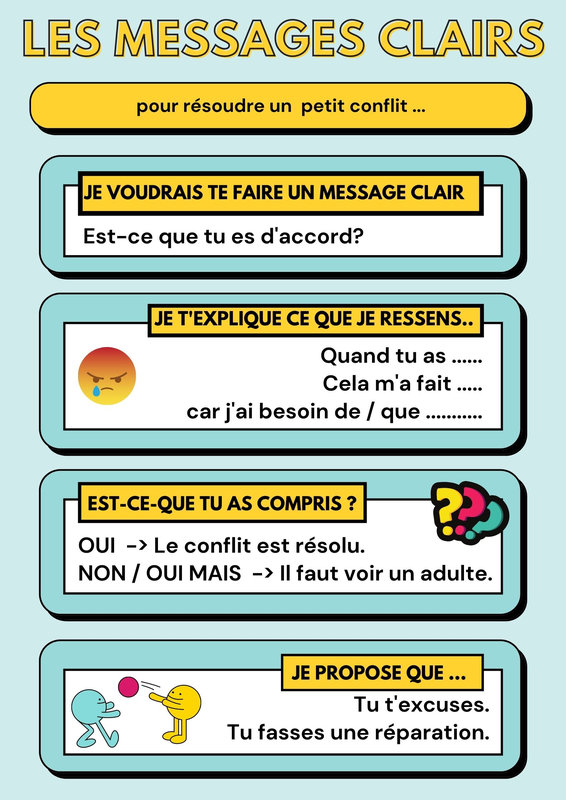 LES MESSAGES CLAIRS
pour résoudre un petit conflit ...
JE VOUDRAIS TE FAIRE UN MESSAGE CLAIR
Est-ce que tu es d'accord?
JE T'EXPLIQUE CE QUE JE RESSENS..
Quand tu as ......
Cela m'a fait .....
car j'ai besoin de / que ...........
EST-CE-QUE TU AS COMPRIS ?
???
OUI -> Le conflit est résolu.
NON / OUI MAIS -> Il faut voir un adulte.
JE PROPOSE QUE ...
Tu t'excuses.
Tu fasses une réparation.